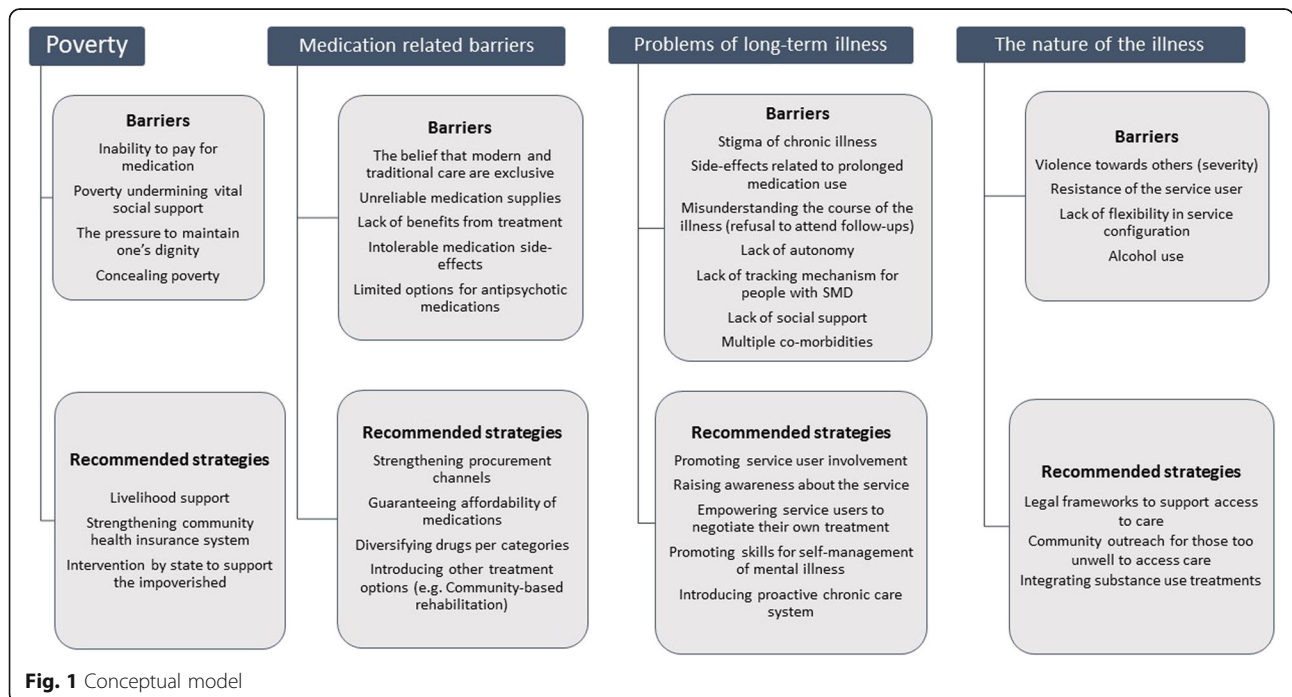 Poverty
Barriers
Inability to pay for
medication
Poverty undermining vital
social support
The pressure to maintain
one's dignity
Concealing poverty
Recommended strategies
Livelihood support
Strengthening community
health insurance system
Intervention by state to support
the impoverished
Medication related barriers
Barriers
The belief that modern and
traditional care are exclusive
Unreliable medication supplies
Lack of benefits from treatment
Intolerable medication side-
effects
Limited options for antipsychotic
medications
Recommended strategies
Strengthening procurement
channels
Guaranteeing affordability of
medications
Diversifying drugs per categories
Introducing other treatment
options (e.g. Community-based
rehabilitation)
Problems of long-term illness
Barriers
Stigma of chronic illness
Side-effects related to prolonged
medication use
Misunderstanding the course of the
illness (refusal to attend follow-ups)
Lack of autonomy
Lack of tracking mechanism for
people with SMD
Lack of social support
Multiple co-morbidities
Recommended strategies
Promoting service user involvement
Raising awareness about the service
Empowering service users to
negotiate their own treatment
Promoting skills for self-management
of mental illness
Introducing proactive chronic care
system
The nature of the illness
Barriers
Violence towards others (severity)
Resistance of the service user
Lack of flexibility in service
configuration
Alcohol use
Recommended strategies
Legal frameworks to support access
to care
Community outreach for those too
unwell to access care
Integrating substance use treatments
Fig. 1 Conceptual model